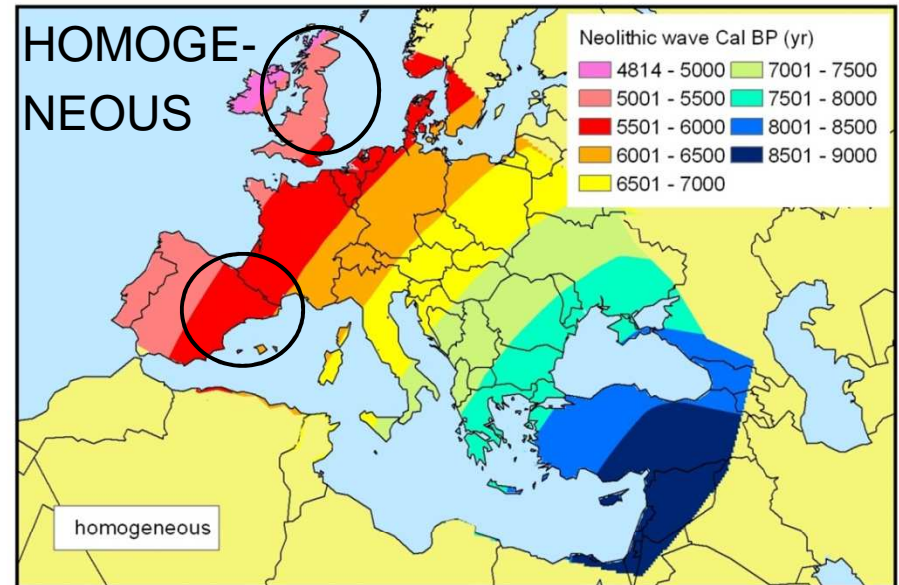 HOMOGE-
NEOUS
Neolithic wave Cal BP (yr)
4814 - 5000 7001 - 7500
5001 - 5500 7501 - 8000
5501 - 6000 8001 - 8500
6001 - 6500 8501 - 9000
6501 - 7000
homogeneous